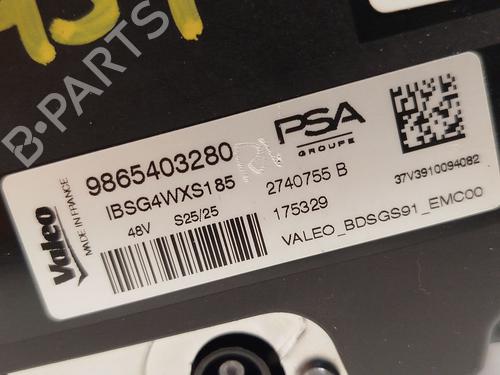 B-PARTS
Valeo
MADE IN FRANCE
9865403280
IBSG4WXS185
48V S25/25
PSA
GROUPE
2740755 B
175329
VALEO_BDSGS91_EMC00
37V3910094082